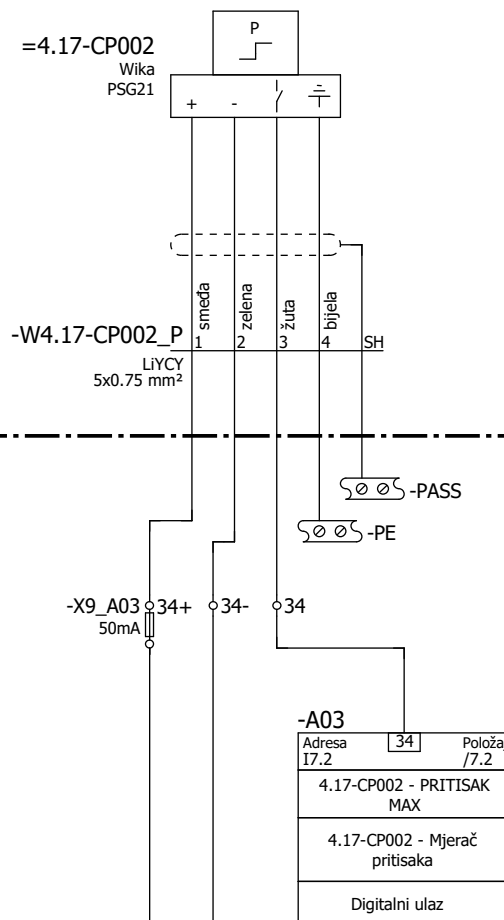 P
=4.17-CP002
Wika
PSG21
+ -
smeđa
zelena
žuta
bijela
-W4.17-CP002_P
1 2 3 4 SH
LiYCY
5x0.75 mm²
-PASS
-PE
-X9_A03 34+ 34- 34
50mA
-A03
Adresa 34 Položa
I7.2 /7.2
4.17-CP002 - PRITISAK
MAX
4.17-CP002 - Mjerač
pritisaka
Digitalni ulaz